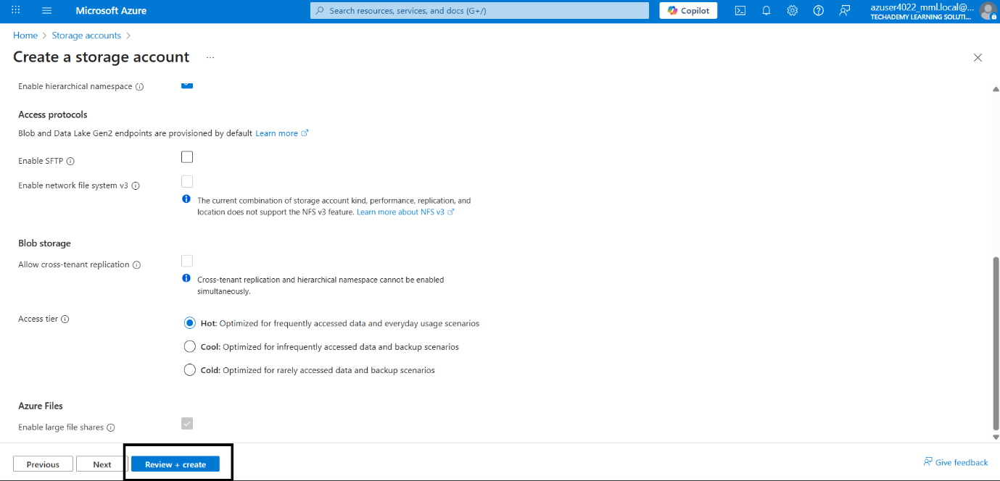 Microsoft Azure
Search resources, services, and docs (G+/)
Copilot
azuser4022_mml.local@...
TECHADEMY LEARNING SOLUTI...
Home > Storage accounts >
Create a storage account ...
Enable hierarchical namespace
Access protocols
Blob and Data Lake Gen2 endpoints are provisioned by default Learn more
Enable SFTP
Enable network file system v3
The current combination of storage account kind, performance, replication, and
location does not support the NFS v3 feature. Learn more about NFS v3
Blob storage
Allow cross-tenant replication
Cross-tenant replication and hierarchical namespace cannot be enabled
simultaneously.
Access tier
Hot: Optimized for frequently accessed data and everyday usage scenarios
Cool: Optimized for infrequently accessed data and backup scenarios
Cold: Optimized for rarely accessed data and backup scenarios
Azure Files
Enable large file shares
Previous
Next
Review + create
Give feedback